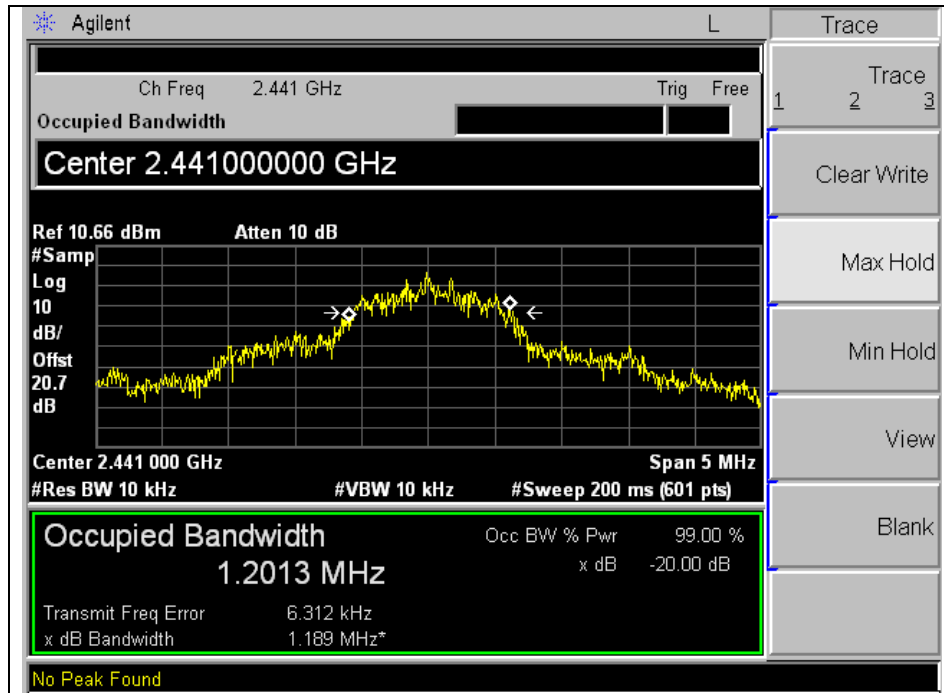 Agilent L Trace
Ch Freq 2.441 GHz Trig Free
Occupied Bandwidth
Center 2.441000000 GHz
Ref 10.66 dBm Atten 10 dB
#Samp
Log
10
dB/
Offst
20.7
dB
Center 2.441 000 GHz Span 5 MHz
#Res BW 10 kHz #VBW 10 kHz #Sweep 200 ms (601 pts)
Occupied Bandwidth
1.2013 MHz
Occ BW % Pwr 99.00 %
x dB -20.00 dB
Transmit Freq Error 6.312 kHz
x dB Bandwidth 1.189 MHz*
No Peak Found
Trace
1 2 3
Clear Write
Max Hold
Min Hold
View
Blank